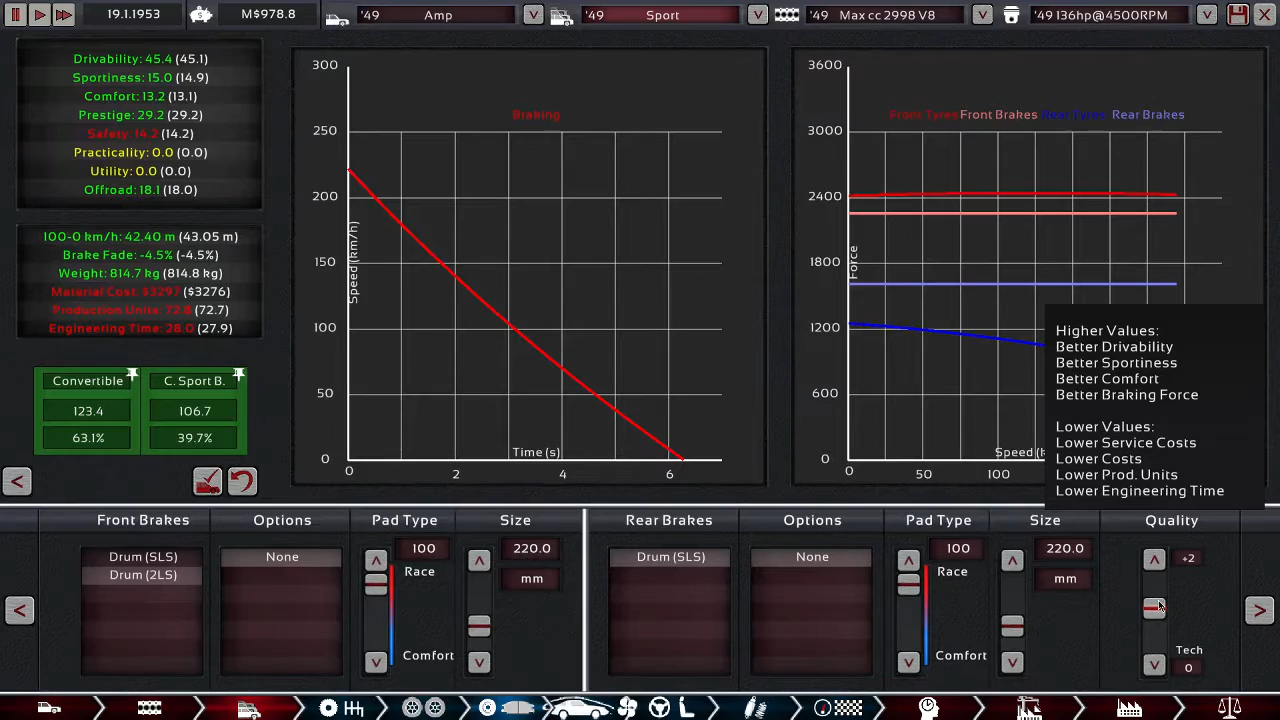 19.1.1953
M$978.8
'49 Amp
'49 Sport
'49 Max cc 2998 V8
'49 136hp@4500RPM
Drivability: 45.4 (45.1)
Sportiness: 15.0 (14.9)
Comfort: 13.2 (13.1)
Prestige: 29.2 (29.2)
Safety: 14.2 (14.2)
Practicality: 0.0 (0.0)
Utility: 0.0 (0.0)
Offroad: 18.1 (18.0)
100-0 km/h: 42.40 m (43.05 m)
Brake Fade: -4.5% (-4.5%)
Weight: 814.7 kg (814.8 kg)
Material Cost: $3297 ($3276)
Production Units: 72.8 (72.7)
Engineering Time: 28.0 (27.9)
Convertible
123.4
63.1%
C. Sport B.
106.7
39.7%
300
250
200
150
100
50
0
Braking
Speed (km/h)
Time (s)
0 2 4 6
3600
3000
2400
1800
1200
600
0
Front Tyres Front Brakes Rear Tyres Rear Brakes
Force
Speed (k
0 50 100
Higher Values:
Better Drivability
Better Sportiness
Better Comfort
Better Braking Force
Lower Values:
Lower Service Costs
Lower Costs
Lower Prod. Units
Lower Engineering Time
Front Brakes
Drum (SLS)
Drum (2LS)
Options
None
Pad Type
100
Race
Comfort
Size
220.0
mm
Rear Brakes
Drum (SLS)
Options
None
Pad Type
100
Race
Comfort
Size
220.0
mm
Quality
+2
Tech
0